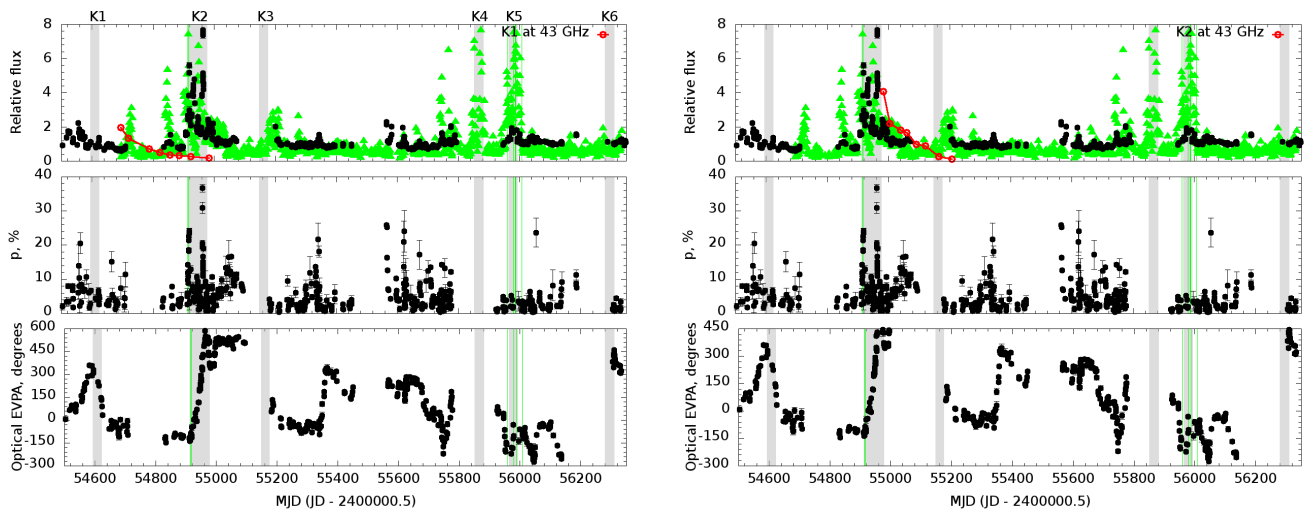 K1 K2 K3 K4 K5 K6
K1 at 43 GHz
Relative flux
8
6
4
2
0
p, %
40
30
20
10
0
Optical EVPA, degrees
600
450
300
150
0
-150
-300
54600 54800 55000 55200 55400 55600 55800 56000 56200
MJD (JD - 2400000.5)
K2 at 43 GHz
Relative flux
8
6
4
2
0
p, %
40
30
20
10
0
Optical EVPA, degrees
450
300
150
0
-150
-300
54600 54800 55000 55200 55400 55600 55800 56000 56200
MJD (JD - 2400000.5)